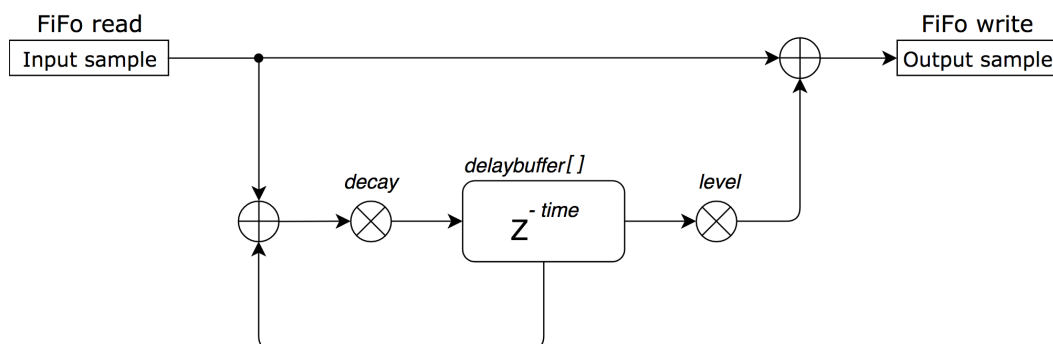 FiFo read
FiFo write
Input sample
Output sample
decay
delaybuffer[ ]
level
z^-time